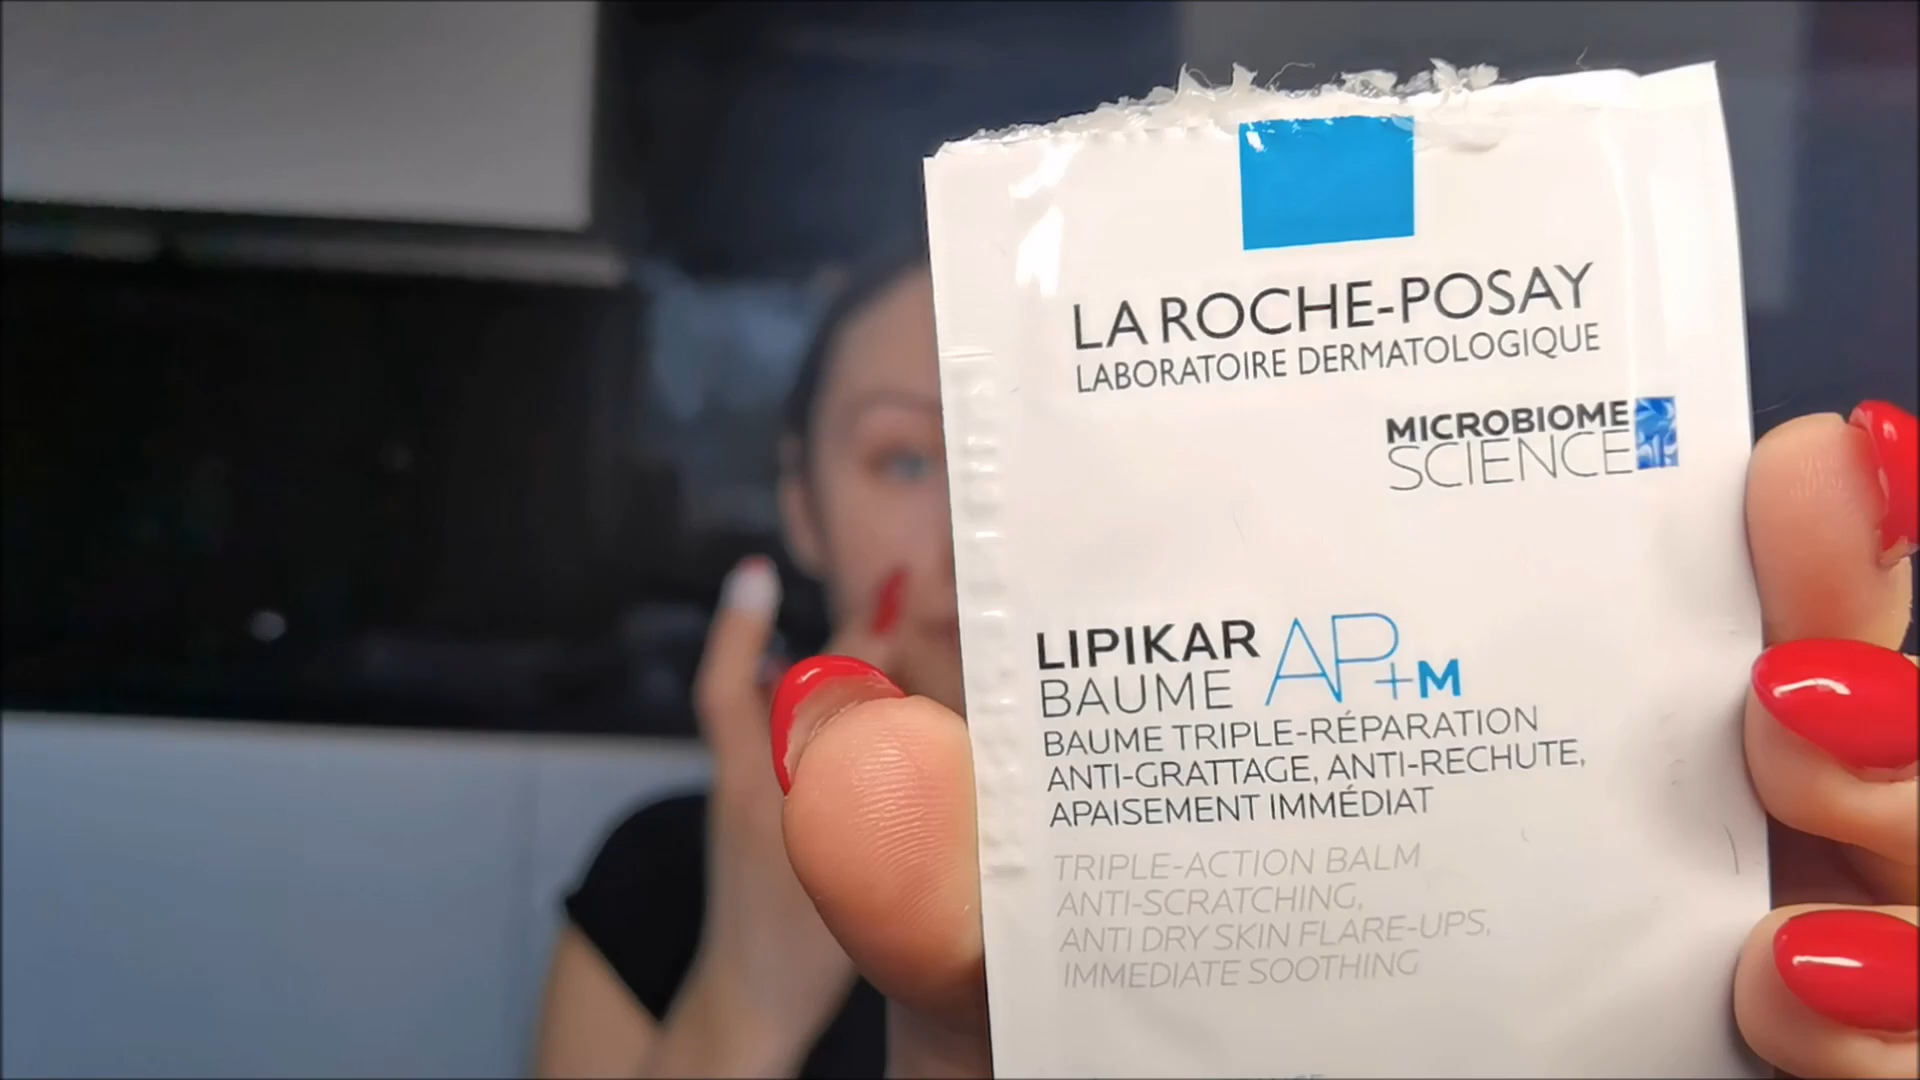 LA ROCHE-POSAY
LABORATOIRE DERMATOLOGIQUE
MICROBIOME
SCIENCE
LIPIKAR
BAUME AP+M
BAUME TRIPLE-RÉPARATION
ANTI-GRATTAGE, ANTI-RECHUTE,
APAISEMENT IMMÉDIAT
TRIPLE-ACTION BALM
ANTI-SCRATCHING,
ANTI DRY SKIN FLARE-UPS,
IMMEDIATE SOOTHING